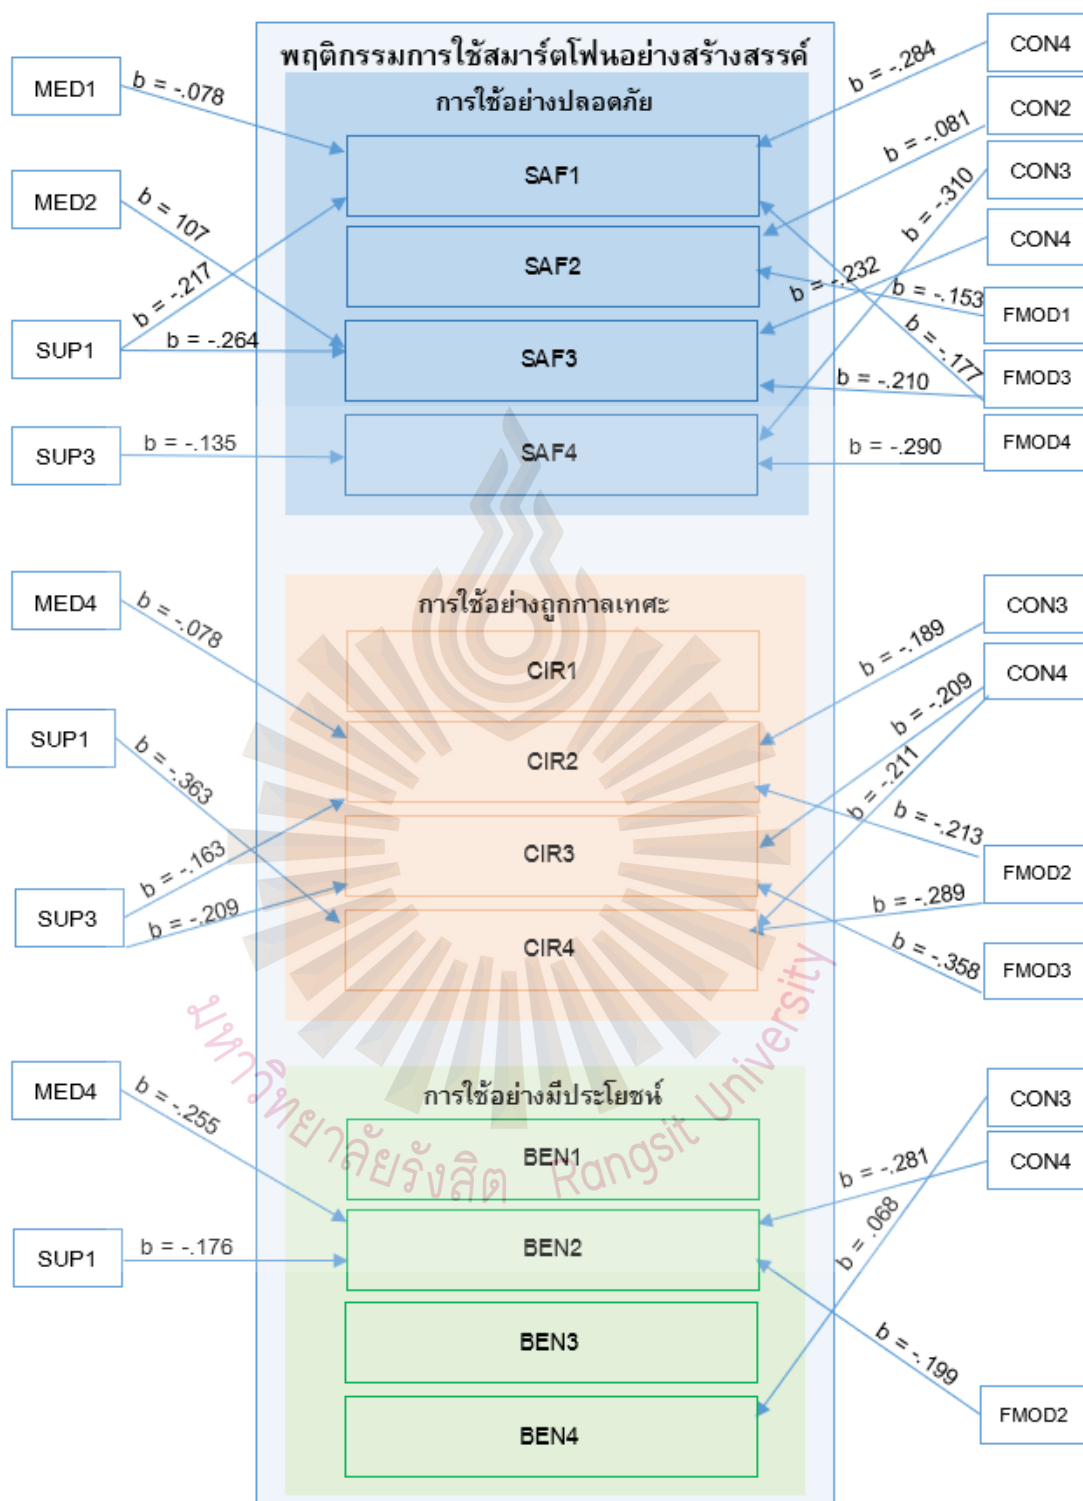 พฤติกรรมการใช้สมาร์ตโฟนอย่างสร้างสรรค์
การใช้อย่างปลอดภัย
MED1
b = -.078
MED2
b = 107
SUP1
b = -.217
b = -.264
SUP3
b = -.135
SAF1
SAF2
SAF3
SAF4
b = -.284
CON4
b = -.081
CON2
b = -.310
CON3
b = -.232
CON4
b = -.153
FMOD1
b = -.177
FMOD3
b = -.210
b = -.290
FMOD4
การใช้อย่างถูกกาลเทศะ
MED4
b = -.078
SUP1
b = -.363
SUP3
b = -.163
b = -.209
CIR1
CIR2
CIR3
CIR4
b = -.189
CON3
b = -.209
CON4
b = -.211
b = -.213
FMOD2
b = -.289
b = -.358
FMOD3
การใช้อย่างมีประโยชน์
MED4
b = -.255
SUP1
b = -.176
BEN1
BEN2
BEN3
BEN4
CON3
b = -.281
CON4
b = .068
b = -.199
FMOD2
มหาวิทยาลัยรังสิต Rangsit University